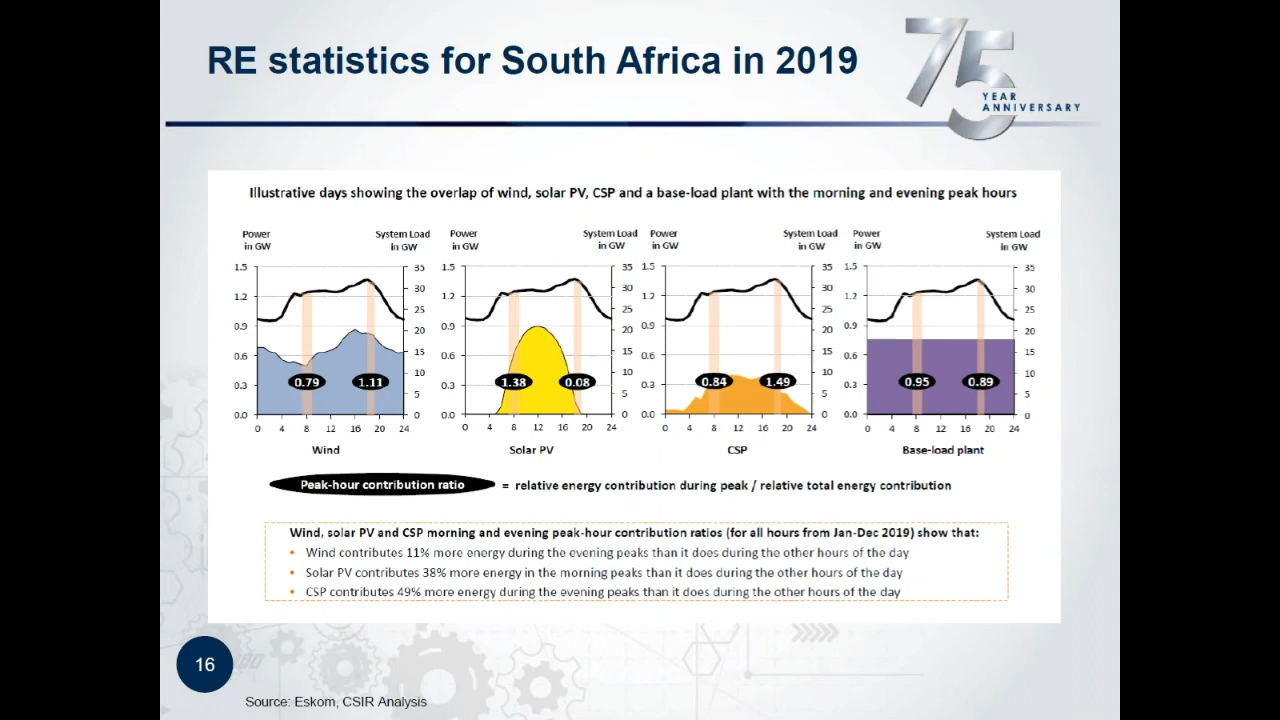 RE statistics for South Africa in 2019
75
YEAR
ANNIVERSARY
Illustrative days showing the overlap of wind, solar PV, CSP and a base-load plant with the morning and evening peak hours
Power
in GW
System Load
in GW
1.5
1.2
0.9
0.6
0.3
0.0
35
30
25
20
15
10
5
0
0.79
1.11
0 4 8 12 16 20 24
Wind
Power
in GW
System Load
in GW
1.5
1.2
0.9
0.6
0.3
0.0
35
30
25
20
15
10
5
0
1.38
0.08
0 4 8 12 16 20 24
Solar PV
Power
in GW
System Load
in GW
1.5
1.2
0.9
0.6
0.3
0.0
35
30
25
20
15
10
5
0
0.84
1.49
0 4 8 12 16 20 24
CSP
Power
in GW
System Load
in GW
1.5
1.2
0.9
0.6
0.3
0.0
35
30
25
20
15
10
5
0
0.95
0.89
0 4 8 12 16 20 24
Base-load plant
Peak-hour contribution ratio = relative energy contribution during peak / relative total energy contribution
Wind, solar PV and CSP morning and evening peak-hour contribution ratios (for all hours from Jan-Dec 2019) show that:
• Wind contributes 11% more energy during the evening peaks than it does during the other hours of the day
• Solar PV contributes 38% more energy in the morning peaks than it does during the other hours of the day
• CSP contributes 49% more energy during the evening peaks than it does during the other hours of the day
16
Source: Eskom, CSIR Analysis